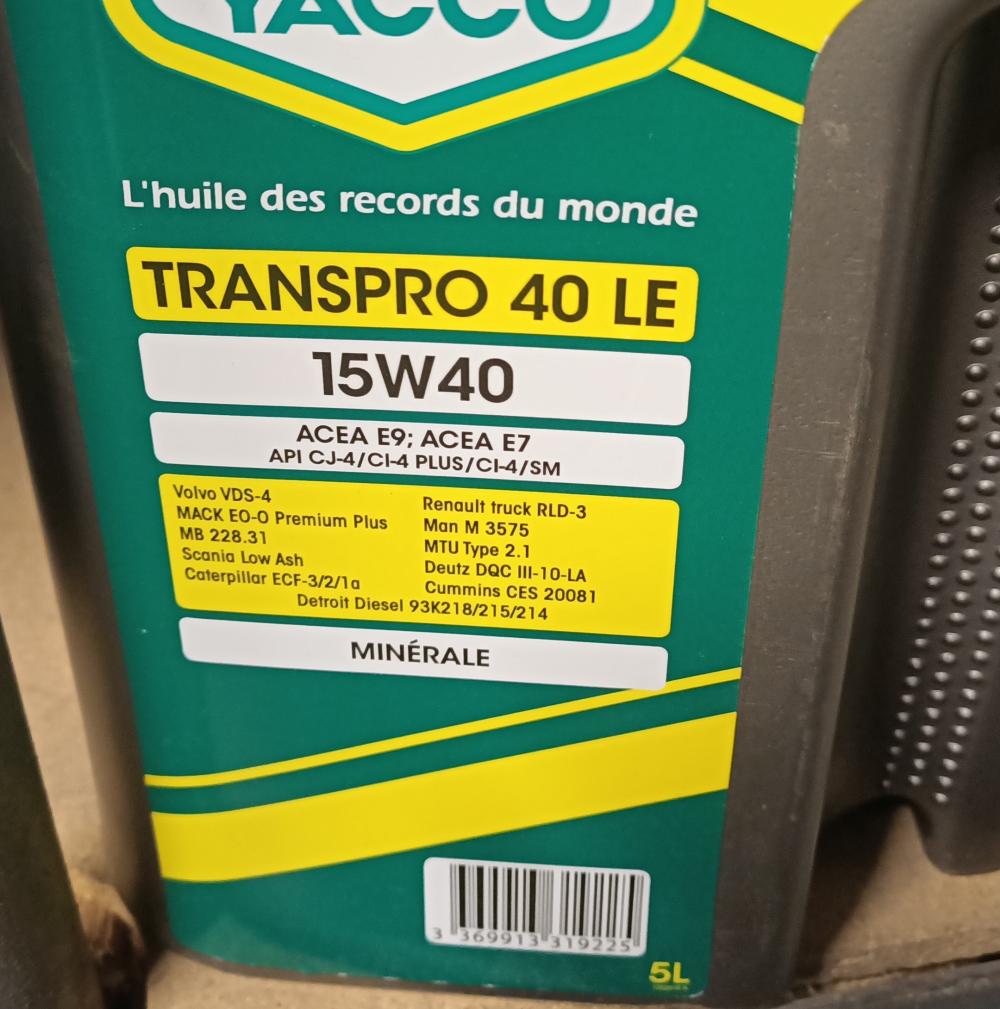 YACCO
L'huile des records du monde
TRANSPRO 40 LE
15W40
ACEA E9; ACEA E7
API CJ-4/CI-4 PLUS/CI-4/SM
Volvo VDS-4
MACK EO-O Premium Plus
MB 228.31
Scania Low Ash
Caterpillar ECF-3/2/1a
Renault truck RLD-3
Man M 3575
MTU Type 2.1
Deutz DQC III-10-LA
Cummins CES 20081
Detroit Diesel 93K218/215/214
MINÉRALE
3 369913 319225
5L